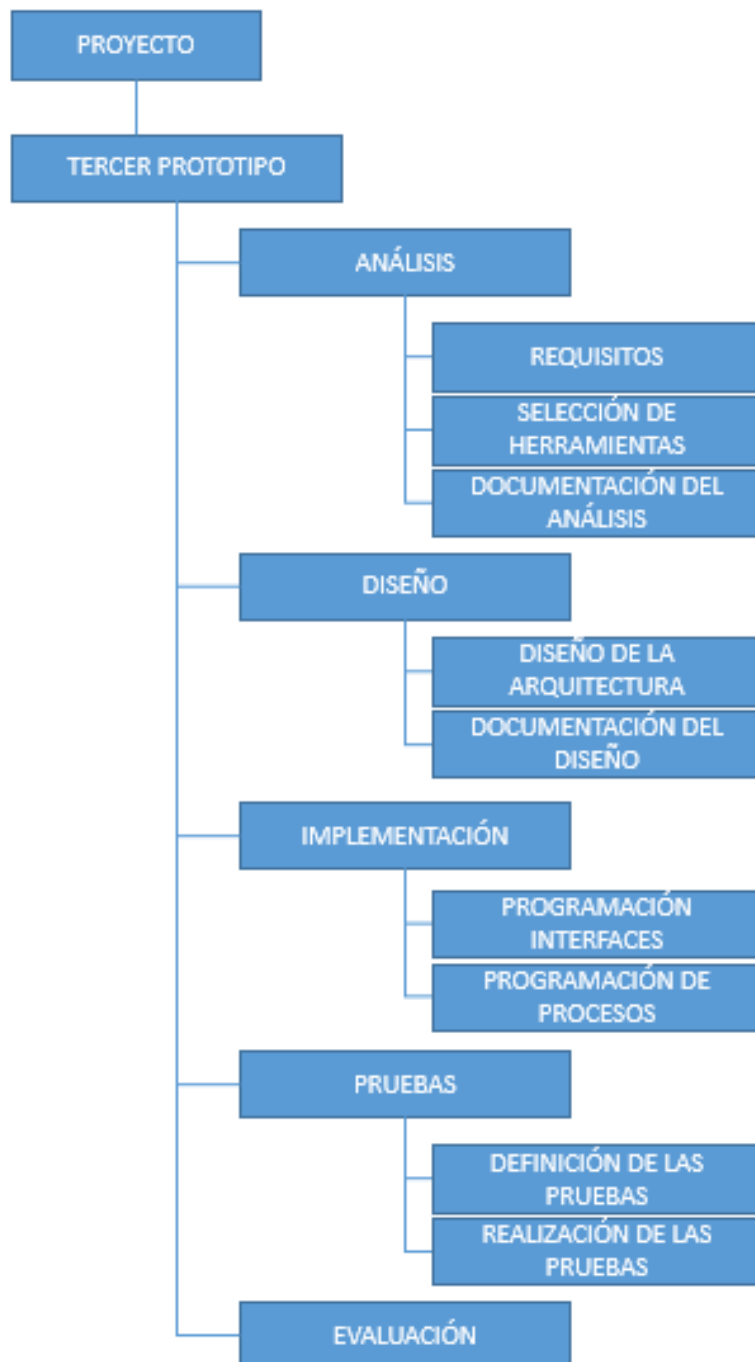 PROYECTO
TERCER PROTOTIPO
ANÁLISIS
REQUISITOS
SELECCIÓN DE
HERRAMIENTAS
DOCUMENTACIÓN DEL
ANÁLISIS
DISEÑO
DISEÑO DE LA
ARQUITECTURA
DOCUMENTACIÓN DEL
DISEÑO
IMPLEMENTACIÓN
PROGRAMACIÓN
INTERFACES
PROGRAMACIÓN DE
PROCESOS
PRUEBAS
DEFINICIÓN DE LAS
PRUEBAS
REALIZACIÓN DE LAS
PRUEBAS
EVALUACIÓN